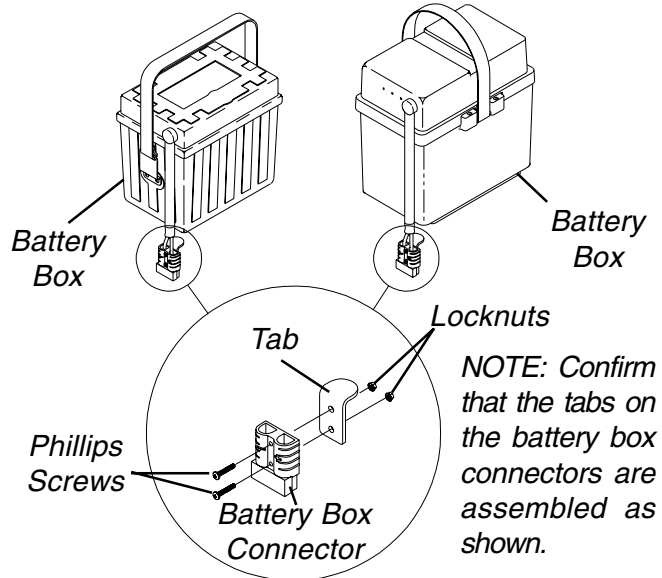 Battery
Box
Battery
Box
Tab
Locknuts
Phillips
Screws
Battery Box
Connector
NOTE: Confirm
that the tabs on
the battery box
connectors are
assembled as
shown.